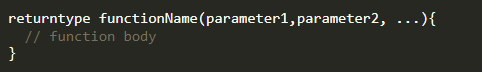 returntype functionName(parameter1,parameter2, ...){
  // function body
}